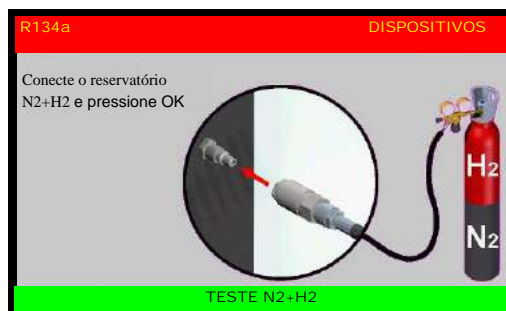 R134a DISPOSITIVOS
Conecte o reservatório
N2+H2 e pressione OK
H2
N2
TESTE N2+H2